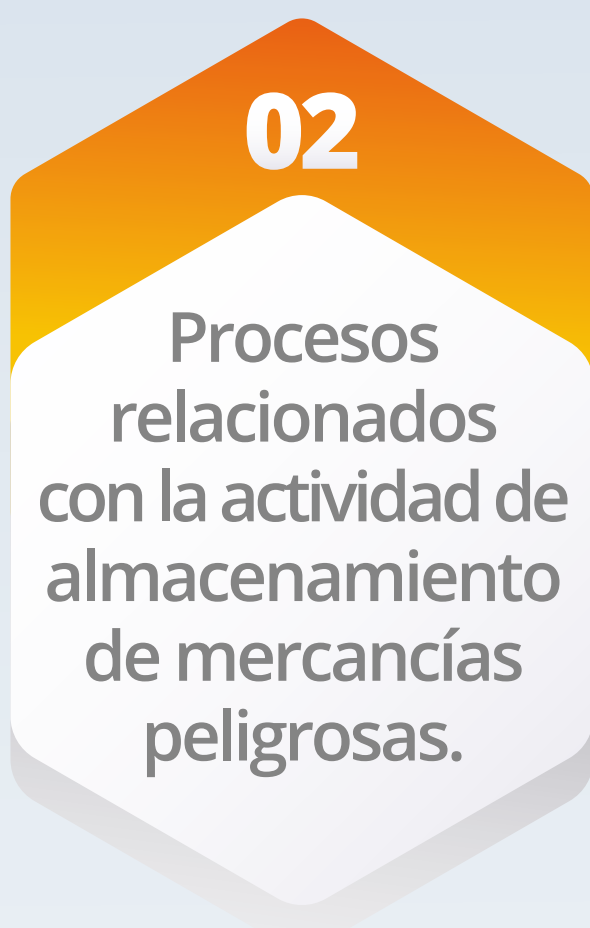 02
Procesos
relacionados
con la actividad de
almacenamiento
de mercancías
peligrosas.